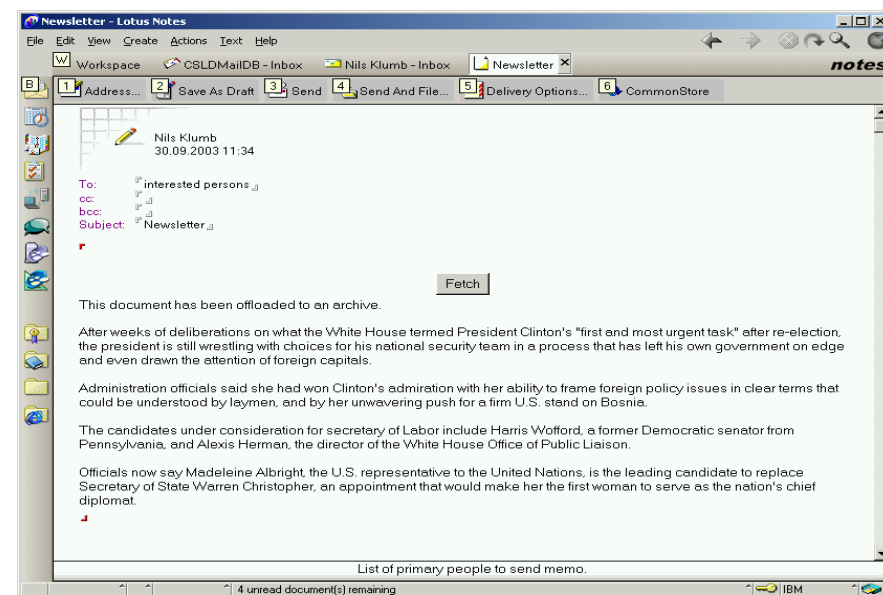 Newsletter - Lotus Notes
File Edit View Create Actions Text Help
W Workspace CSLDMailDB - Inbox Nils Klumb - Inbox Newsletter notes
B 1 Address... 2 Save As Draft 3 Send 4 Send And File... 5 Delivery Options... 6 CommonStore
Nils Klumb
30.09.2003 11:34
To: interested persons
cc:
bcc:
Subject: Newsletter
Fetch
This document has been offloaded to an archive.
After weeks of deliberations on what the White House termed President Clinton's "first and most urgent task" after re-election,
the president is still wrestling with choices for his national security team in a process that has left his own government on edge
and even drawn the attention of foreign capitals.
Administration officials said she had won Clinton's admiration with her ability to frame foreign policy issues in clear terms that
could be understood by laymen, and by her unwavering push for a firm U.S. stand on Bosnia.
The candidates under consideration for secretary of Labor include Harris Wofford, a former Democratic senator from
Pennsylvania, and Alexis Herman, the director of the White House Office of Public Liaison.
Officials now say Madeleine Albright, the U.S. representative to the United Nations, is the leading candidate to replace
Secretary of State Warren Christopher, an appointment that would make her the first woman to serve as the nation's chief
diplomat.
List of primary people to send memo.
4 unread document(s) remaining IBM